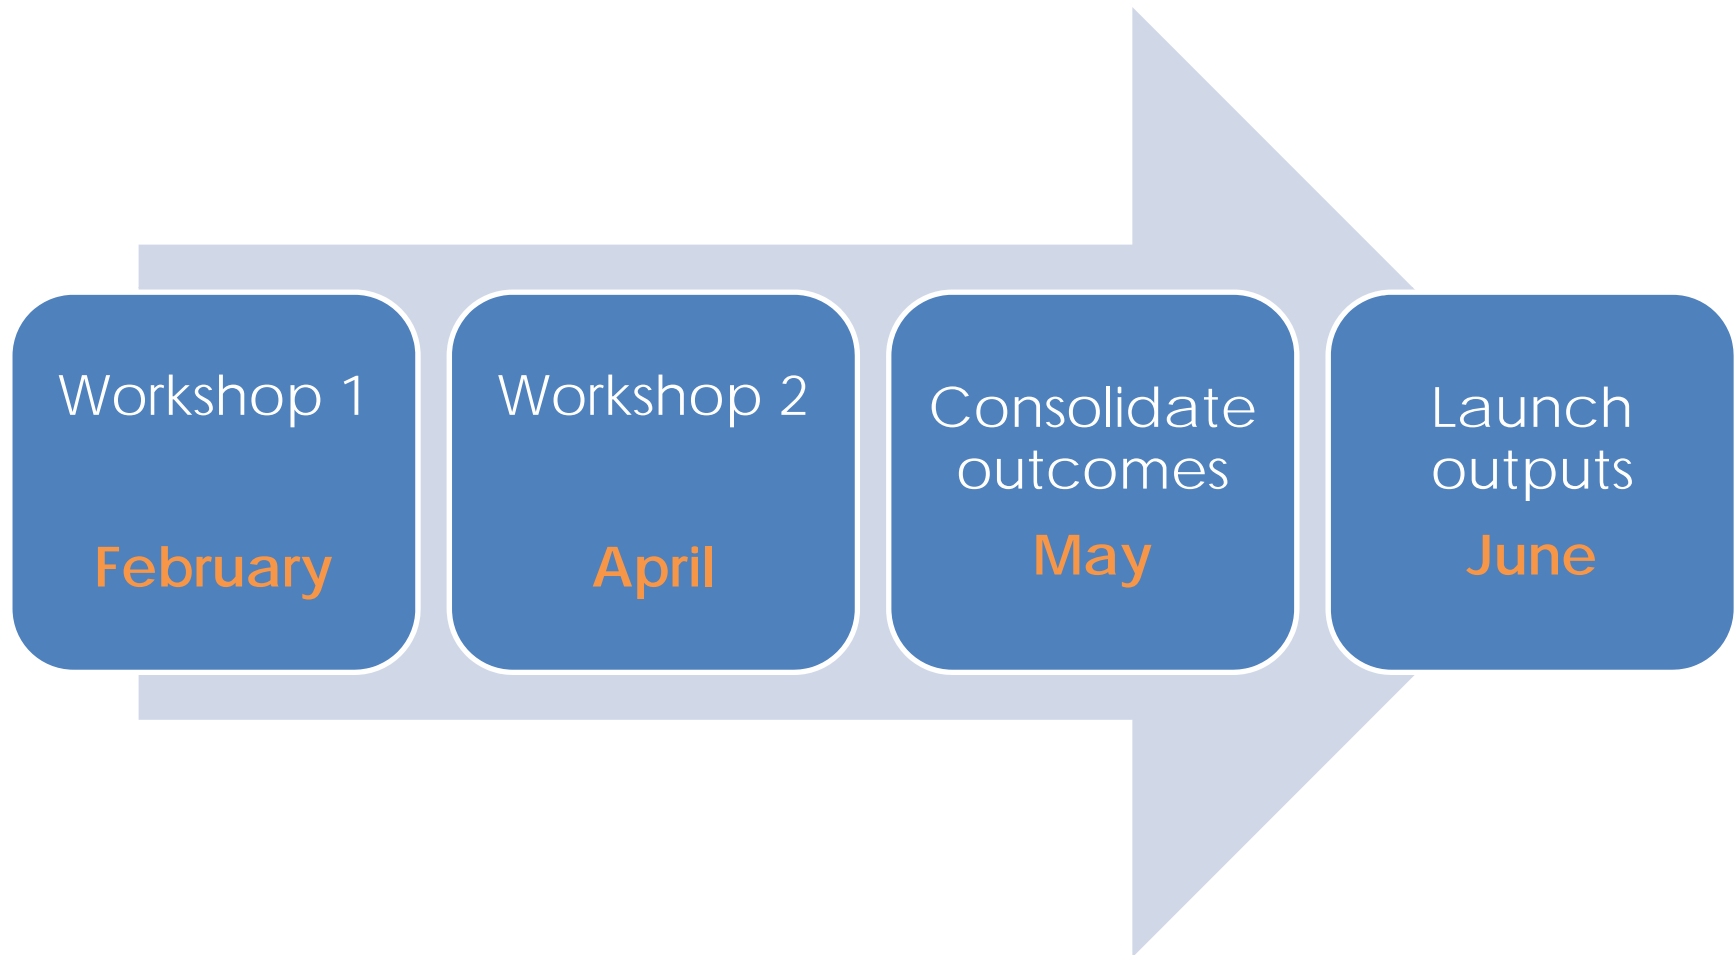 Workshop 1
February
Workshop 2
April
Consolidate
outcomes
May
Launch
outputs
June